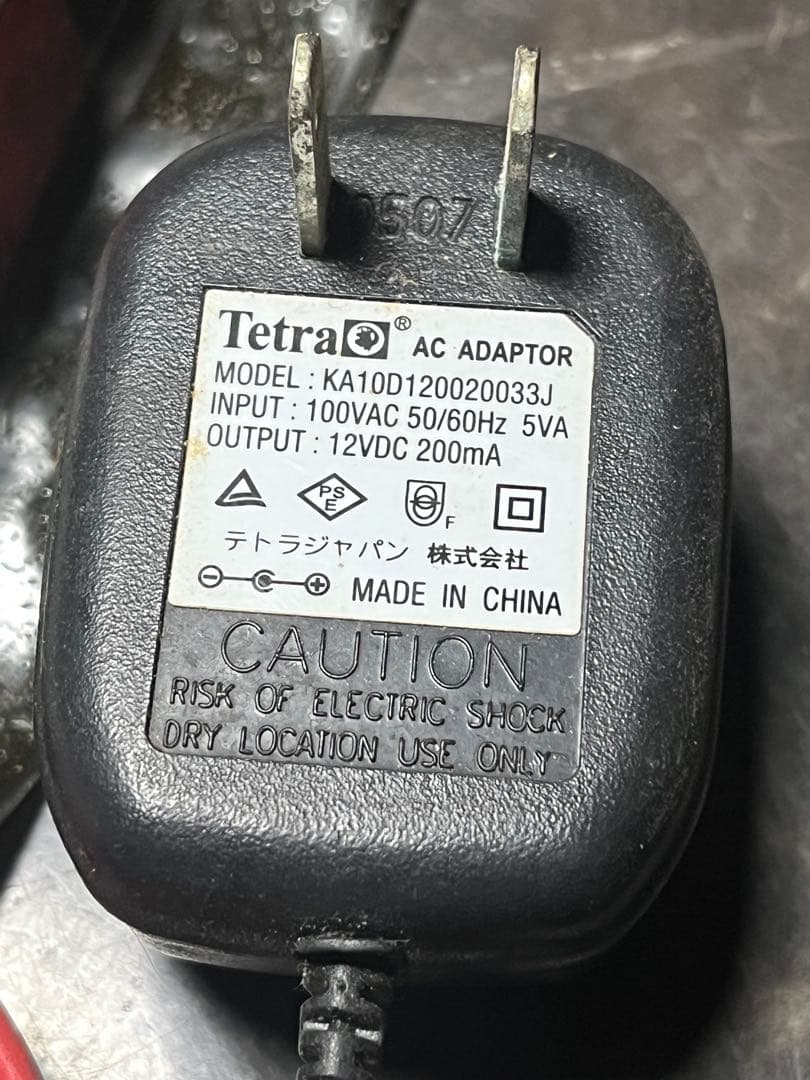 0507
Tetra ® AC ADAPTOR
MODEL : KA10D120020033J
INPUT : 100VAC 50/60Hz 5VA
OUTPUT : 12VDC 200mA
PS
E
F
テトラジャパン 株式会社
MADE IN CHINA
CAUTION
RISK OF ELECTRIC SHOCK
DRY LOCATION USE ONLY